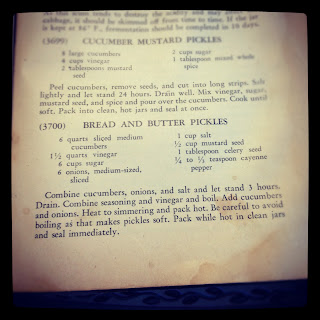 cabbage, it should be skimmed off from time to time. If the jar
is kept at 86° F., fermentation should be completed in 10 days.
(3699) CUCUMBER MUSTARD PICKLES
8 large cucumbers
4 cups vinegar
2 tablespoons mustard
seed
2 cups sugar
1 tablespoon mixed whole
spice
Peel cucumbers, remove seeds, and cut into long strips. Salt
lightly and let stand 24 hours. Drain well. Mix vinegar, sugar,
mustard seed, and spice and pour over the cucumbers. Cook until
soft. Pack into clean, hot jars and seal at once.
(3700) BREAD AND BUTTER PICKLES
6 quarts sliced medium
cucumbers
1½ quarts vinegar
6 cups sugar
6 onions, medium-sized,
sliced
1 cup salt
½ cup mustard seed
1 tablespoon celery seed
¼ to ½ teaspoon cayenne
pepper
Combine cucumbers, onions, and salt and let stand 3 hours.
Drain. Combine seasoning and vinegar and boil. Add cucumbers
and onions. Heat to simmering and pack hot. Be careful to avoid
boiling as that makes pickles soft. Pack while hot in clean jars
and seal immediately.